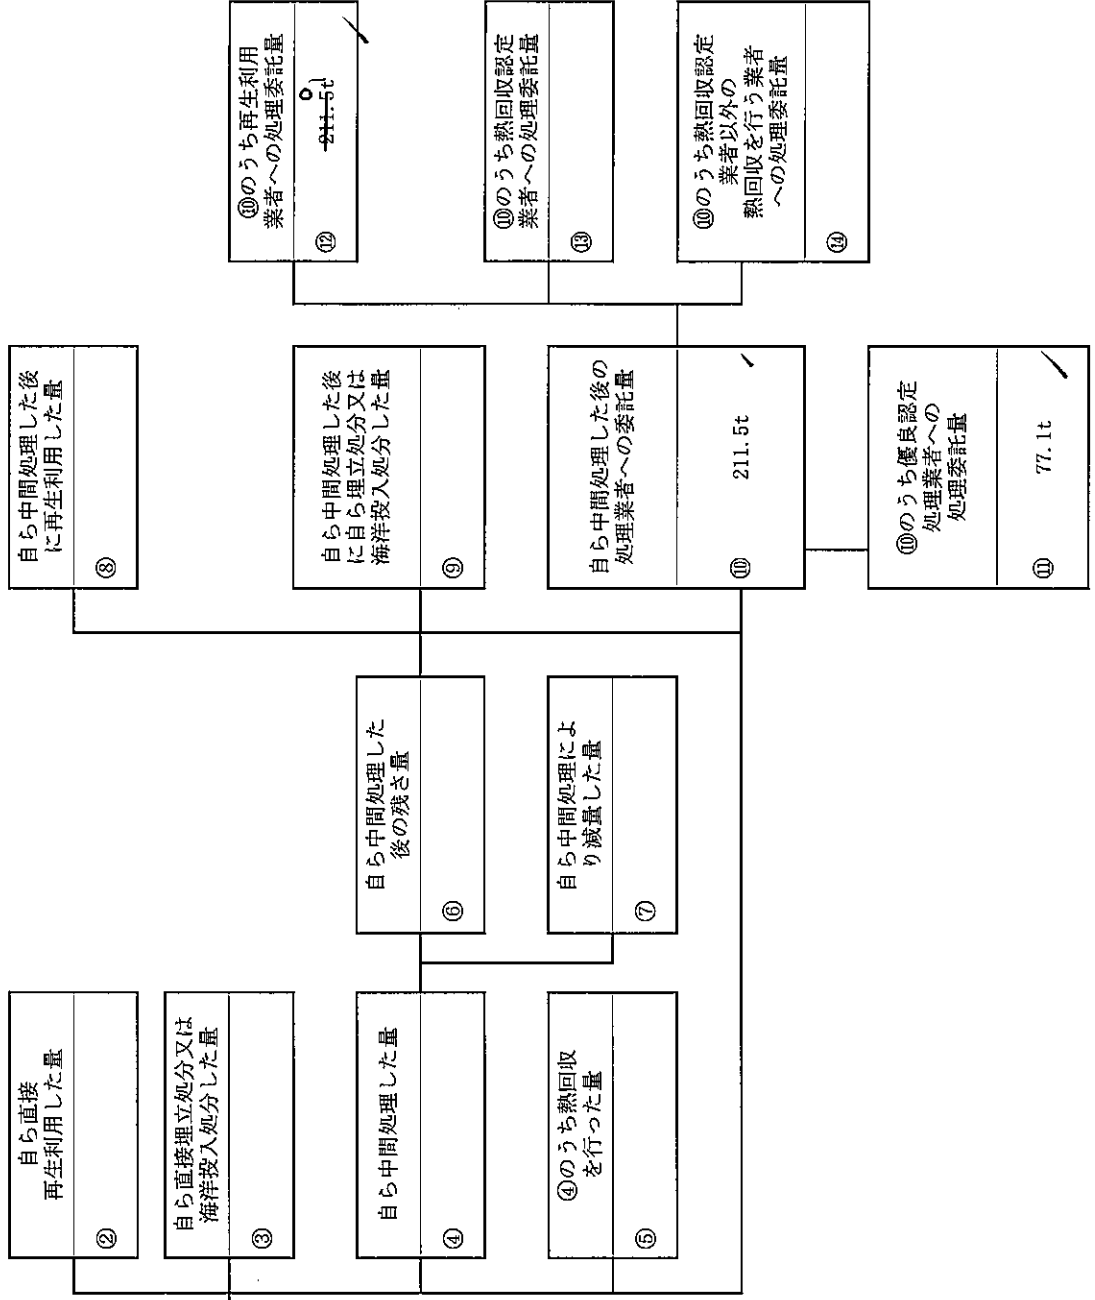 自ら直接
再生利用した量
②
自ら直接埋立処分又は
海洋投入処分した量
③
自ら中間処理した量
④
④のうち熱回収
を行った量
⑤
自ら中間処理した
後の残さ量
⑥
自ら中間処理によ
り減量した量
⑦
自ら中間処理した後
に再生利用した量
⑧
自ら中間処理した後
に自ら埋立処分又は
海洋投入処分した量
⑨
自ら中間処理した後の
処理業者への委託量
⑩ 211.5t
⑩のうち優良認定
処理業者への
処理委託量
⑪ 77.1t
⑩のうち再生利用
業者への処理委託量
⑫ 211.5t 0
⑩のうち熱回収認定
業者への処理委託量
⑬
⑩のうち熱回収認定
業者以外の
熱回収を行う業者
への処理委託量
⑭